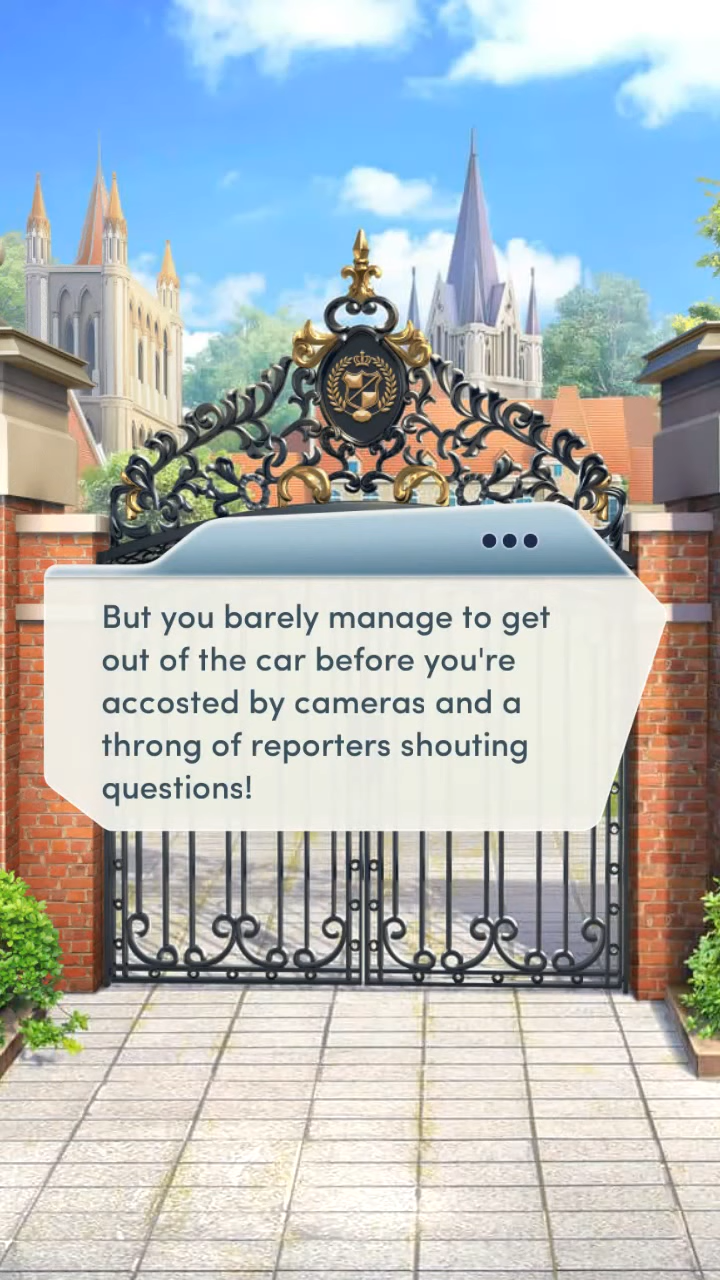 But you barely manage to get
out of the car before you're
accosted by cameras and a
throng of reporters shouting
questions!